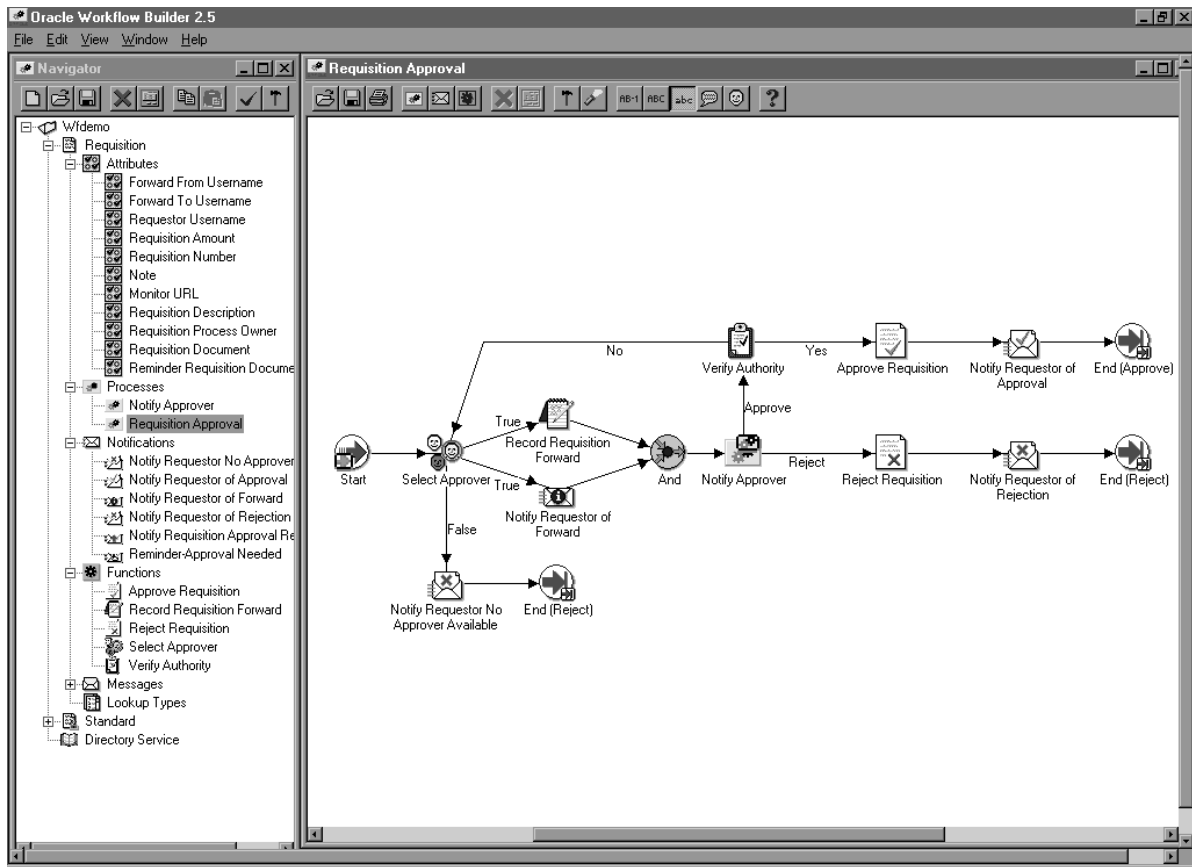 Oracle Workflow Builder 2.5
File Edit View Window Help
Navigator
Wfdemo
Requisition
Attributes
Forward From Username
Forward To Username
Requestor Username
Requisition Amount
Requisition Number
Note
Monitor URL
Requisition Description
Requisition Process Owner
Requisition Document
Reminder Requisition Docume
Processes
Notify Approver
Requisition Approval
Notifications
Notify Requestor No Approver
Notify Requestor of Approval
Notify Requestor of Forward
Notify Requestor of Rejection
Notify Requisition Approval Re
Reminder-Approval Needed
Functions
Approve Requisition
Record Requisition Forward
Reject Requisition
Select Approver
Verify Authority
Messages
Lookup Types
Standard
Directory Service
Requisition Approval
AB-1 ABC abc ?
No
Verify Authority
Yes
Approve Requisition
Notify Requestor of
Approval
End (Approve)
Approve
Start
Select Approver
True
Record Requisition
Forward
True
Notify Requestor of
Forward
And
Notify Approver
Reject
Reject Requisition
Notify Requestor of
Rejection
End (Reject)
False
Notify Requestor No
Approver Available
End (Reject)